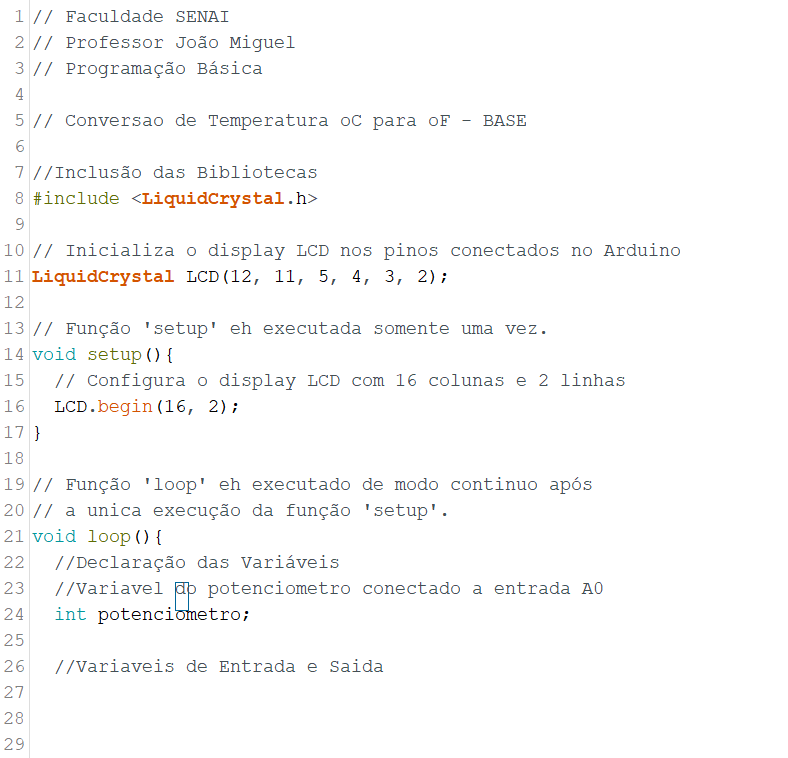 1 // Faculdade SENAI
2 // Professor João Miguel
3 // Programação Básica
4
5 // Conversao de Temperatura oC para oF - BASE
6
7 //Inclusão das Bibliotecas
8 #include <LiquidCrystal.h>
9
10 // Inicializa o display LCD nos pinos conectados no Arduino
11 LiquidCrystal LCD(12, 11, 5, 4, 3, 2);
12
13 // Função 'setup' eh executada somente uma vez.
14 void setup(){
15   // Configura o display LCD com 16 colunas e 2 linhas
16   LCD.begin(16, 2);
17 }
18
19 // Função 'loop' eh executado de modo continuo após
20 // a unica execução da função 'setup'.
21 void loop(){
22   //Declaração das Variáveis
23   //Variavel do potenciometro conectado a entrada A0
24   int potenciometro;
25
26   //Variaveis de Entrada e Saida
27
28
29